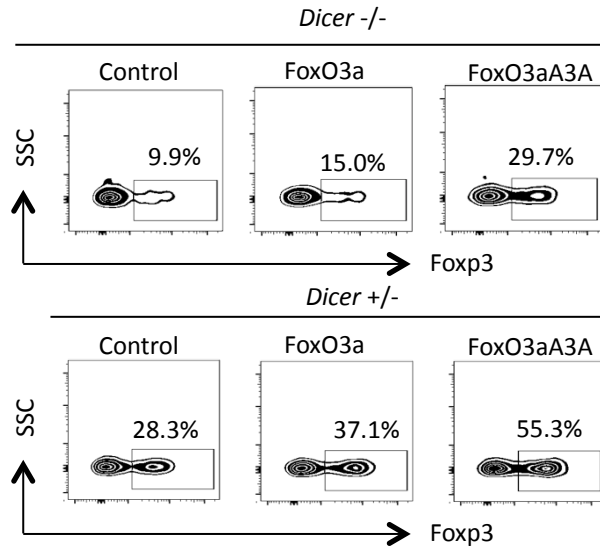 Dicer -/-
Control FoxO3a FoxO3aA3A
SSC
9.9% 15.0% 29.7%
Foxp3
Dicer +/-
Control FoxO3a FoxO3aA3A
SSC
28.3% 37.1% 55.3%
Foxp3